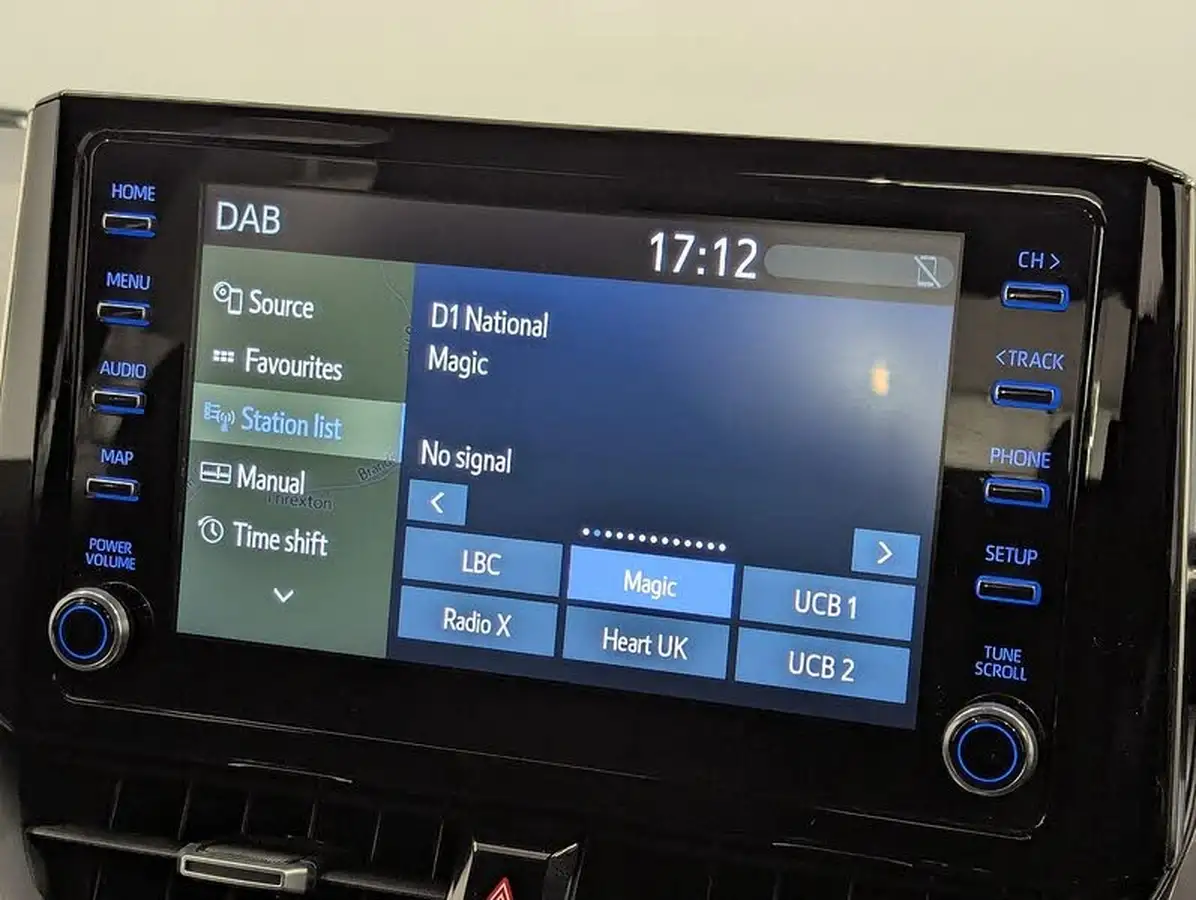 HOME
MENU
AUDIO
MAP
POWER
VOLUME
DAB
17:12
Source
Favourites
Station list
Manual
Threxton
Time shift
D1 National
Magic
No signal
<
>
LBC
Magic
UCB 1
Radio X
Heart UK
UCB 2
CH >
<TRACK
PHONE
SETUP
TUNE
SCROLL